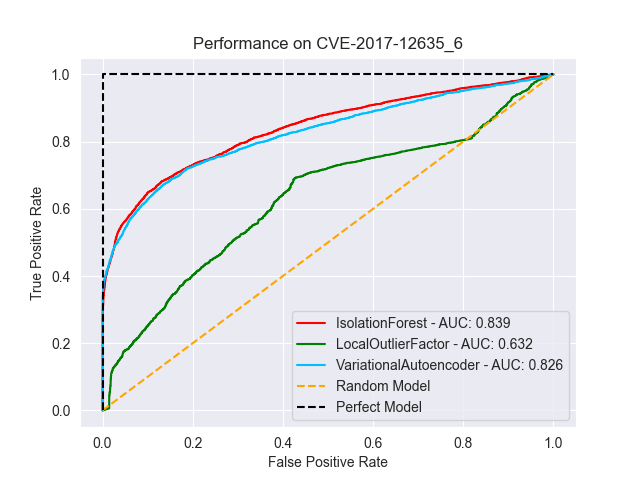 Performance on CVE-2017-12635_6
True Positive Rate
1.0
0.8
0.6
0.4
0.2
0.0
IsolationForest - AUC: 0.839
LocalOutlierFactor - AUC: 0.632
VariationalAutoencoder - AUC: 0.826
Random Model
Perfect Model
0.0 0.2 0.4 0.6 0.8 1.0
False Positive Rate